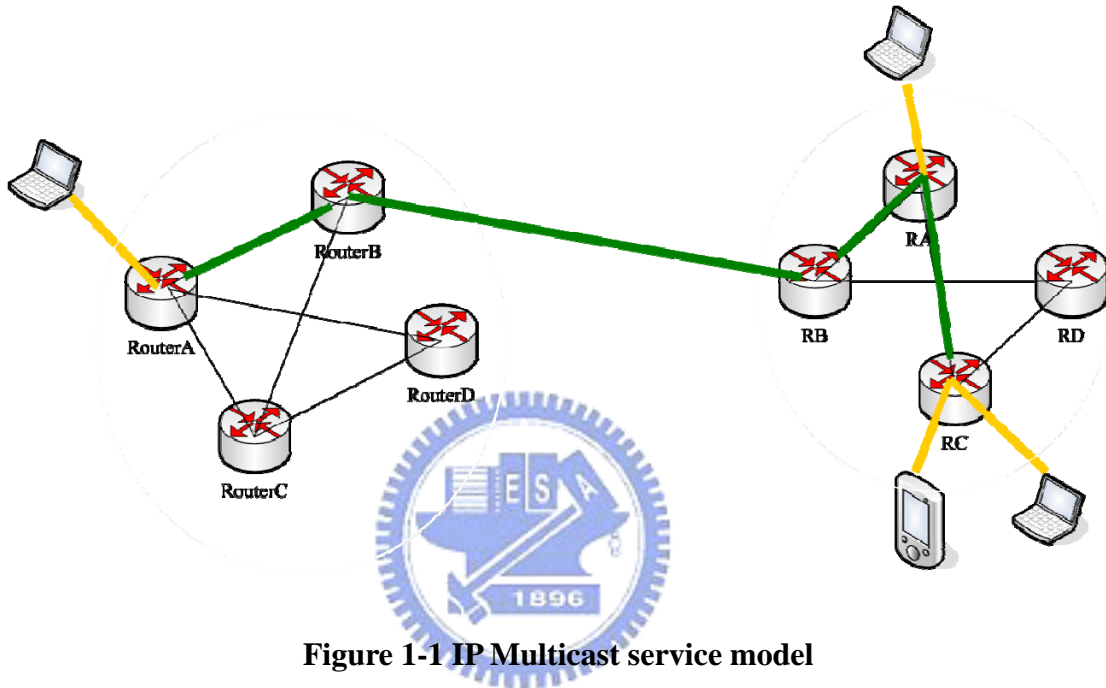 RouterB
RA
RouterA
RB
RD
RouterD
RC
RouterC
E S A
1896
Figure 1-1 IP Multicast service model